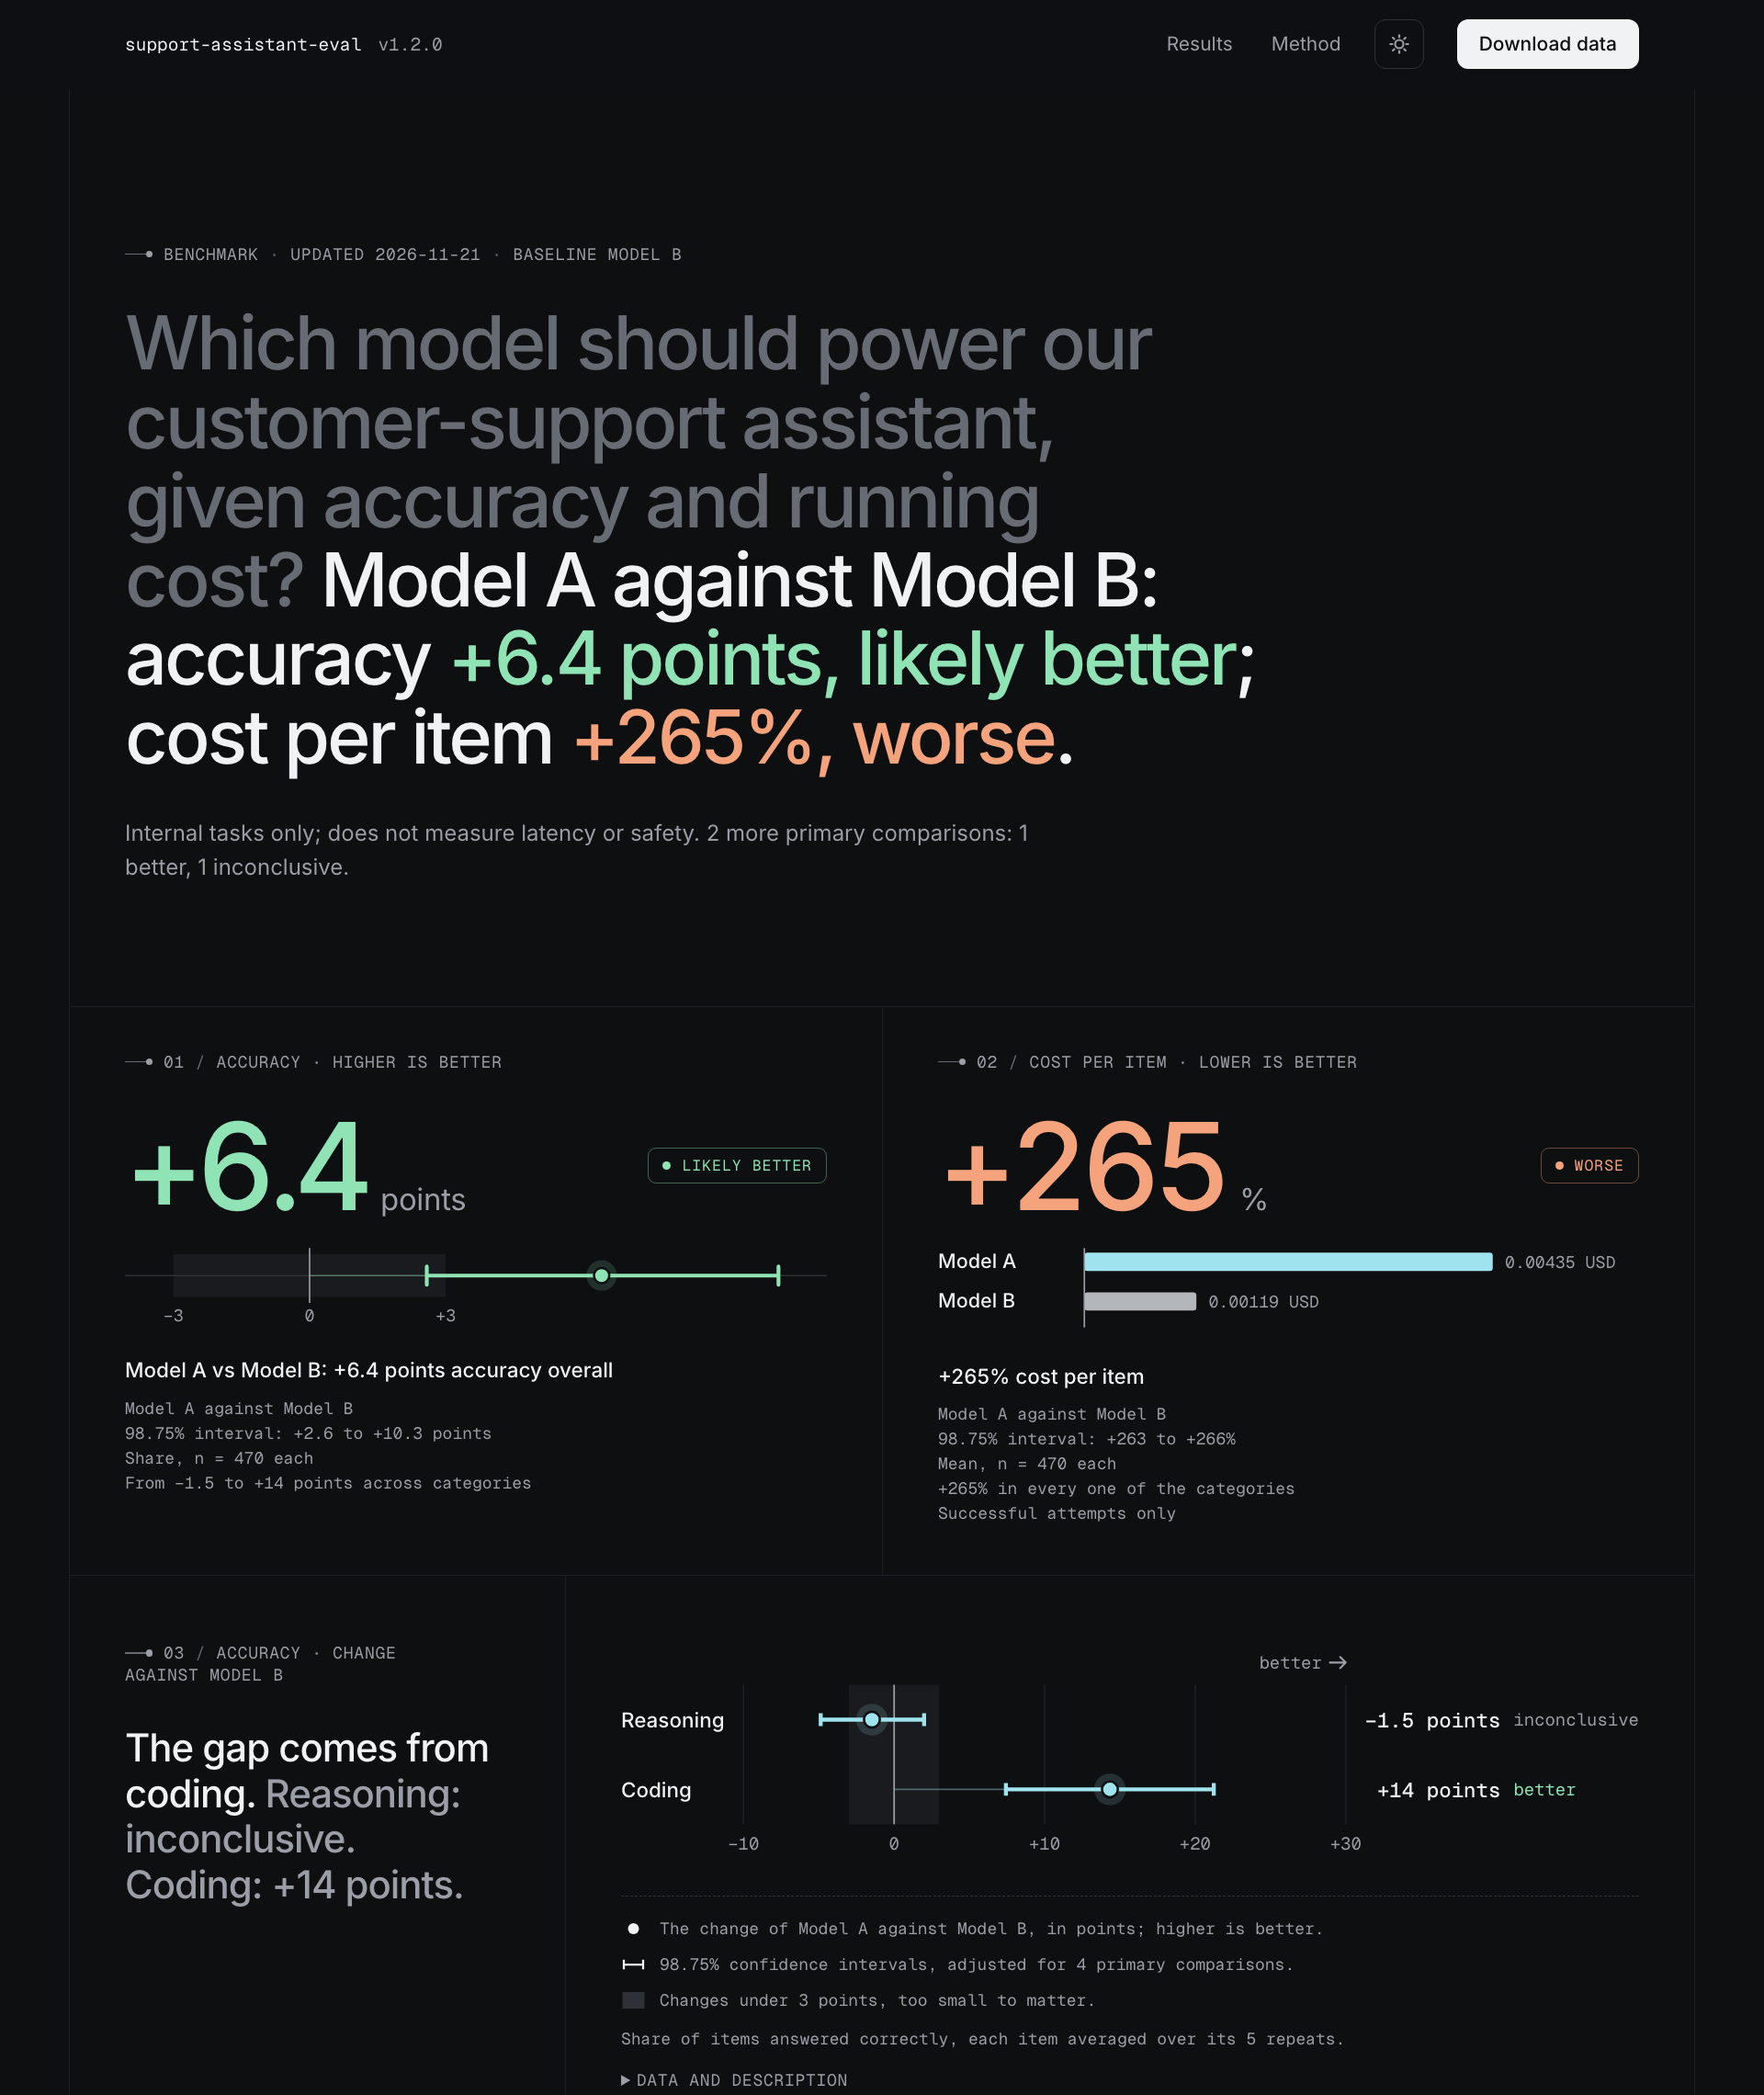 support-assistant-eval v1.2.0
Results Method Download data
BENCHMARK · UPDATED 2026-11-21 · BASELINE MODEL B
Which model should power our
customer-support assistant,
given accuracy and running
cost? Model A against Model B:
accuracy +6.4 points, likely better;
cost per item +265%, worse.
Internal tasks only; does not measure latency or safety. 2 more primary comparisons: 1
better, 1 inconclusive.
01 / ACCURACY · HIGHER IS BETTER
+6.4 points
LIKELY BETTER
−3 0 +3
Model A vs Model B: +6.4 points accuracy overall
Model A against Model B
98.75% interval: +2.6 to +10.3 points
Share, n = 470 each
From −1.5 to +14 points across categories
02 / COST PER ITEM · LOWER IS BETTER
+265 %
WORSE
Model A 0.00435 USD
Model B 0.00119 USD
+265% cost per item
Model A against Model B
98.75% interval: +263 to +266%
Mean, n = 470 each
+265% in every one of the categories
Successful attempts only
03 / ACCURACY · CHANGE
AGAINST MODEL B
The gap comes from
coding. Reasoning:
inconclusive.
Coding: +14 points.
better →
Reasoning −1.5 points inconclusive
Coding +14 points better
−10 0 +10 +20 +30
The change of Model A against Model B, in points; higher is better.
98.75% confidence intervals, adjusted for 4 primary comparisons.
Changes under 3 points, too small to matter.
Share of items answered correctly, each item averaged over its 5 repeats.
DATA AND DESCRIPTION